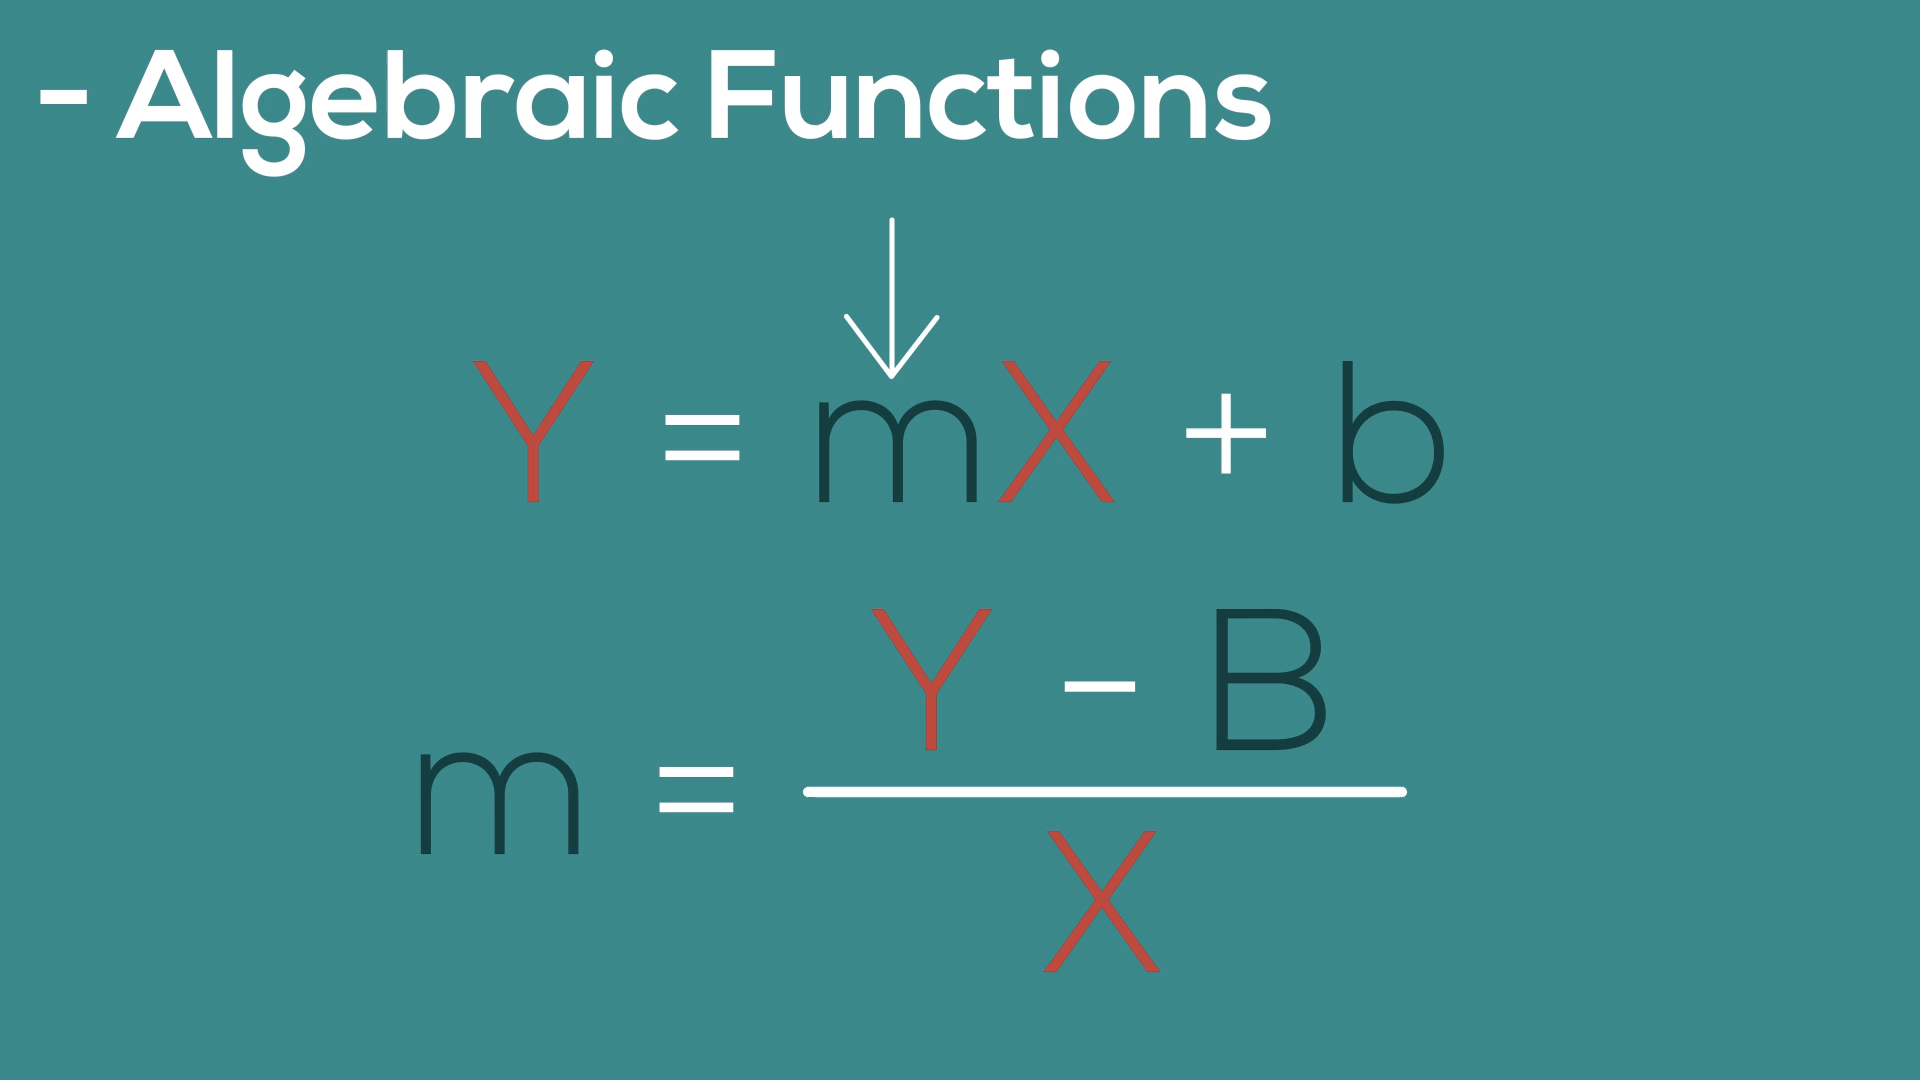 - Algebraic Functions
Y = mX + b
Y - B
m =
X